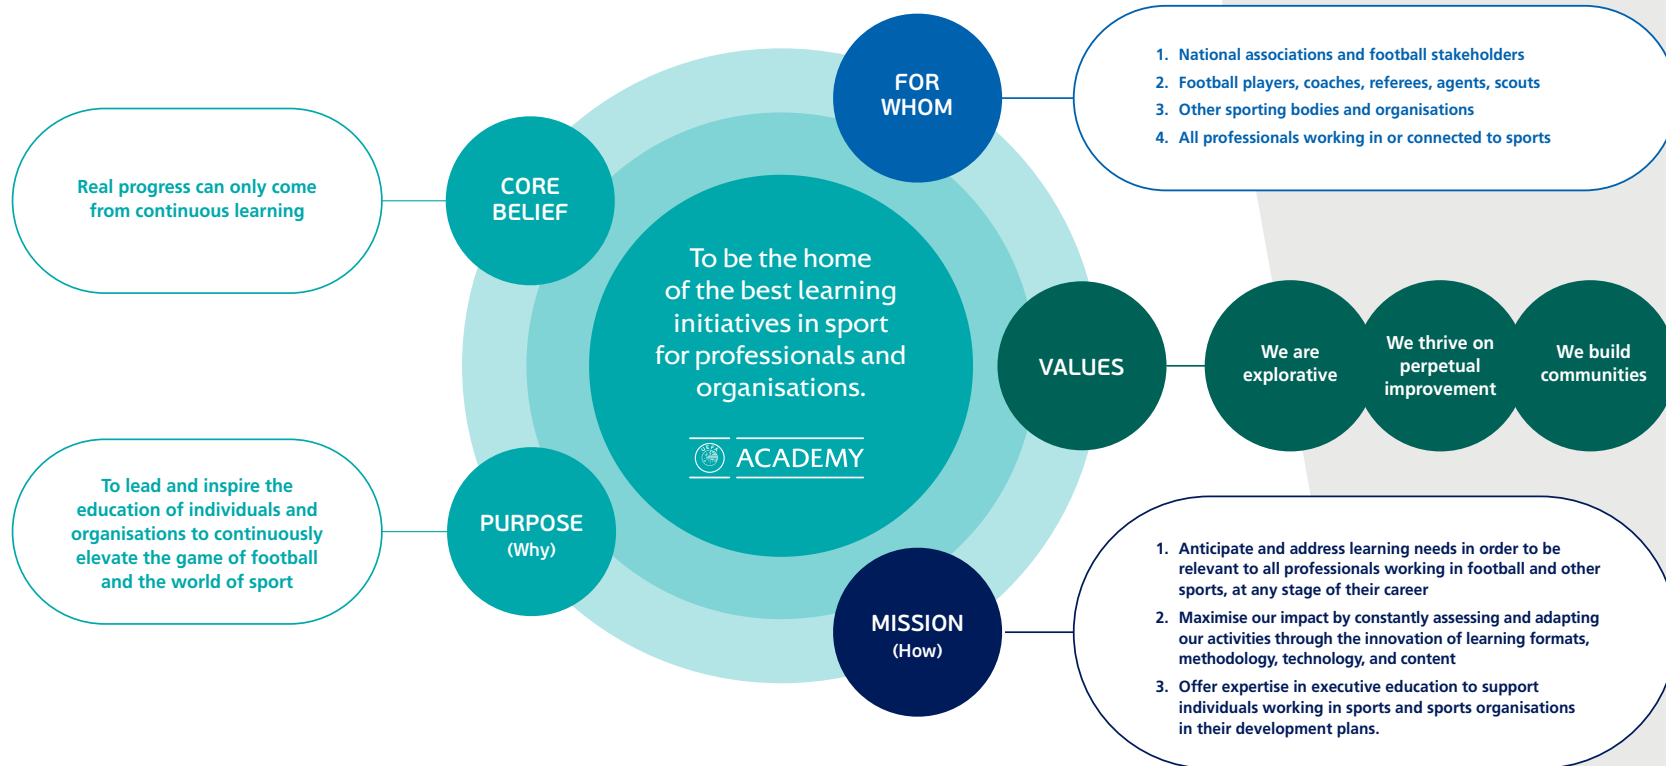 FOR
WHOM
1. National associations and football stakeholders
2. Football players, coaches, referees, agents, scouts
3. Other sporting bodies and organisations
4. All professionals working in or connected to sports
CORE
BELIEF
Real progress can only come
from continuous learning
To be the home
of the best learning
initiatives in sport
for professionals and
organisations.
UEFA
ACADEMY
VALUES
We are
explorative
We thrive on
perpetual
improvement
We build
communities
PURPOSE
(Why)
To lead and inspire the
education of individuals and
organisations to continuously
elevate the game of football
and the world of sport
MISSION
(How)
1. Anticipate and address learning needs in order to be
relevant to all professionals working in football and other
sports, at any stage of their career
2. Maximise our impact by constantly assessing and adapting
our activities through the innovation of learning formats,
methodology, technology, and content
3. Offer expertise in executive education to support
individuals working in sports and sports organisations
in their development plans.